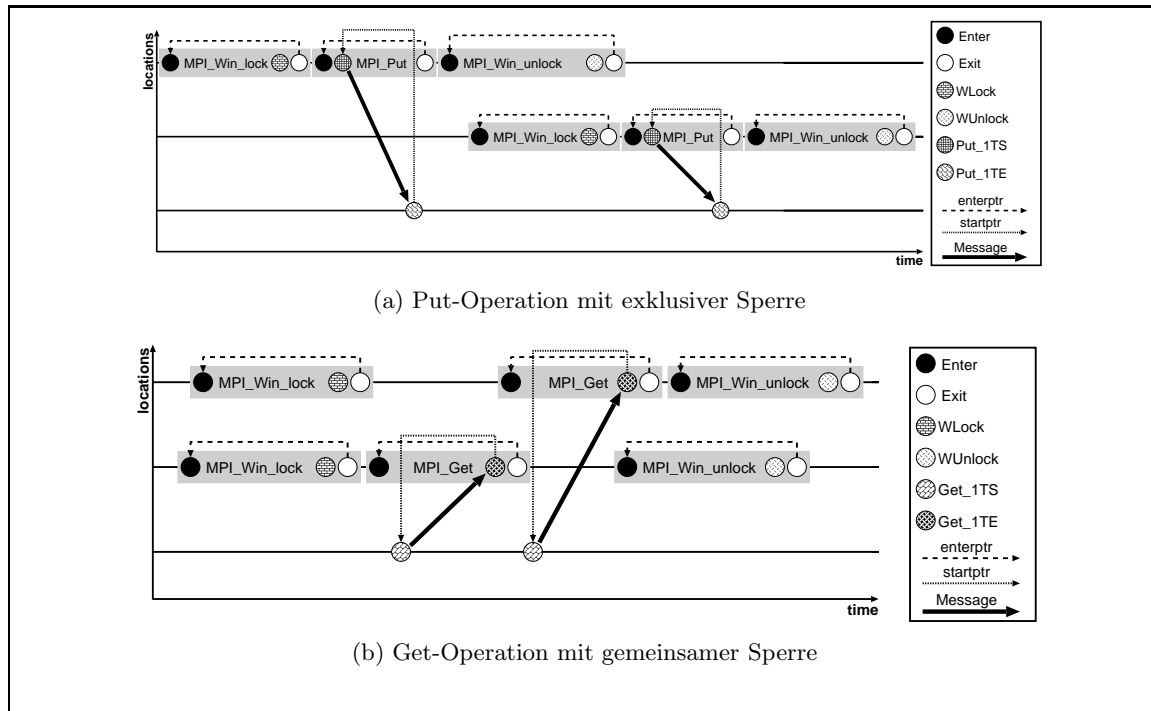 locations
MPI_Win_lock MPI_Put MPI_Win_unlock
MPI_Win_lock MPI_Put MPI_Win_unlock
time
Enter
Exit
WLock
WUnlock
Put_1TS
Put_1TE
enterptr
startptr
Message
(a) Put-Operation mit exklusiver Sperre
locations
MPI_Win_lock MPI_Get MPI_Win_unlock
MPI_Win_lock MPI_Get MPI_Win_unlock
time
Enter
Exit
WLock
WUnlock
Get_1TS
Get_1TE
enterptr
startptr
Message
(b) Get-Operation mit gemeinsamer Sperre